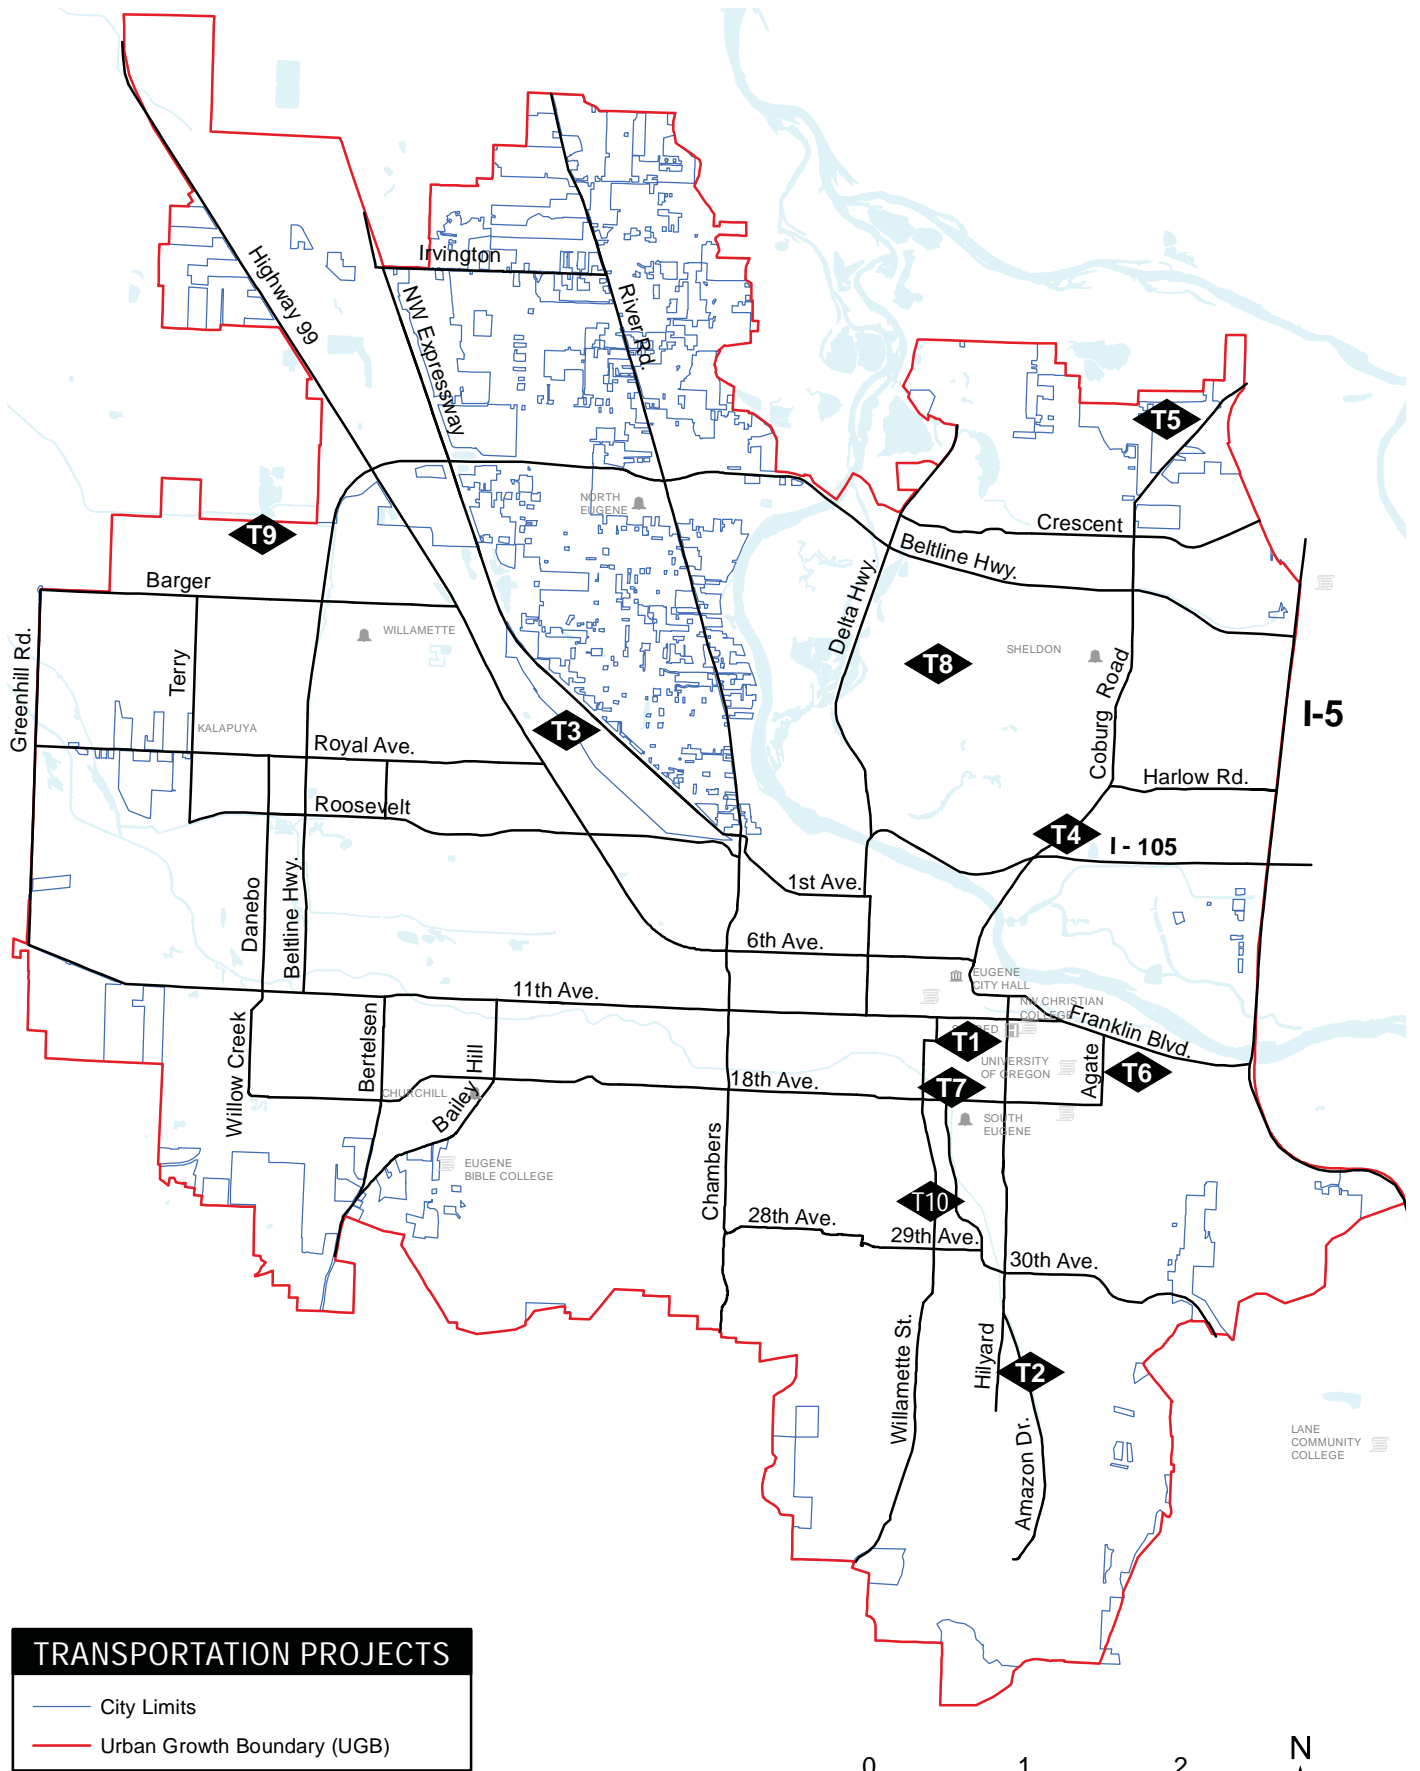 Irvington
Highway 99
NW Expressway
River Rd.
T5
NORTH
EUGENE
Crescent
T9
Beltline Hwy.
Barger
Delta Hwy.
WILLAMETTE
Greenhill Rd.
Terry
T8
SHELDON
Coburg Road
I-5
KALAPUYA
T3
Royal Ave.
Harlow Rd.
Roosevelt
T4
I - 105
1st Ave.
Danebo
Beltline Hwy.
6th Ave.
EUGENE
CITY HALL
11th Ave.
NW CHRISTIAN
COLLEGE
Franklin Blvd.
T1
Willow Creek
Bertelsen
Bailey Hill
UNIVERSITY
OF OREGON
Agate
T6
18th Ave.
T7
CHURCHILL
SOUTH
EUGENE
Chambers
EUGENE
BIBLE COLLEGE
T10
28th Ave.
29th Ave.
30th Ave.
Willamette St.
Hilyard
T2
Amazon Dr.
LANE
COMMUNITY
COLLEGE
TRANSPORTATION PROJECTS
City Limits
Urban Growth Boundary (UGB)
0 1 2
N